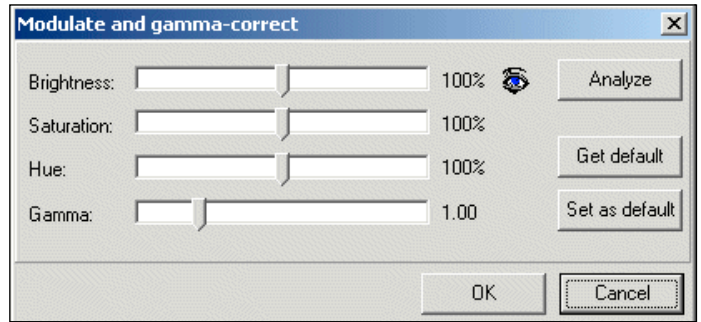 Modulate and gamma-correct
Brightness: 100% Analyze
Saturation: 100%
Hue: 100% Get default
Gamma: 1.00 Set as default
OK Cancel